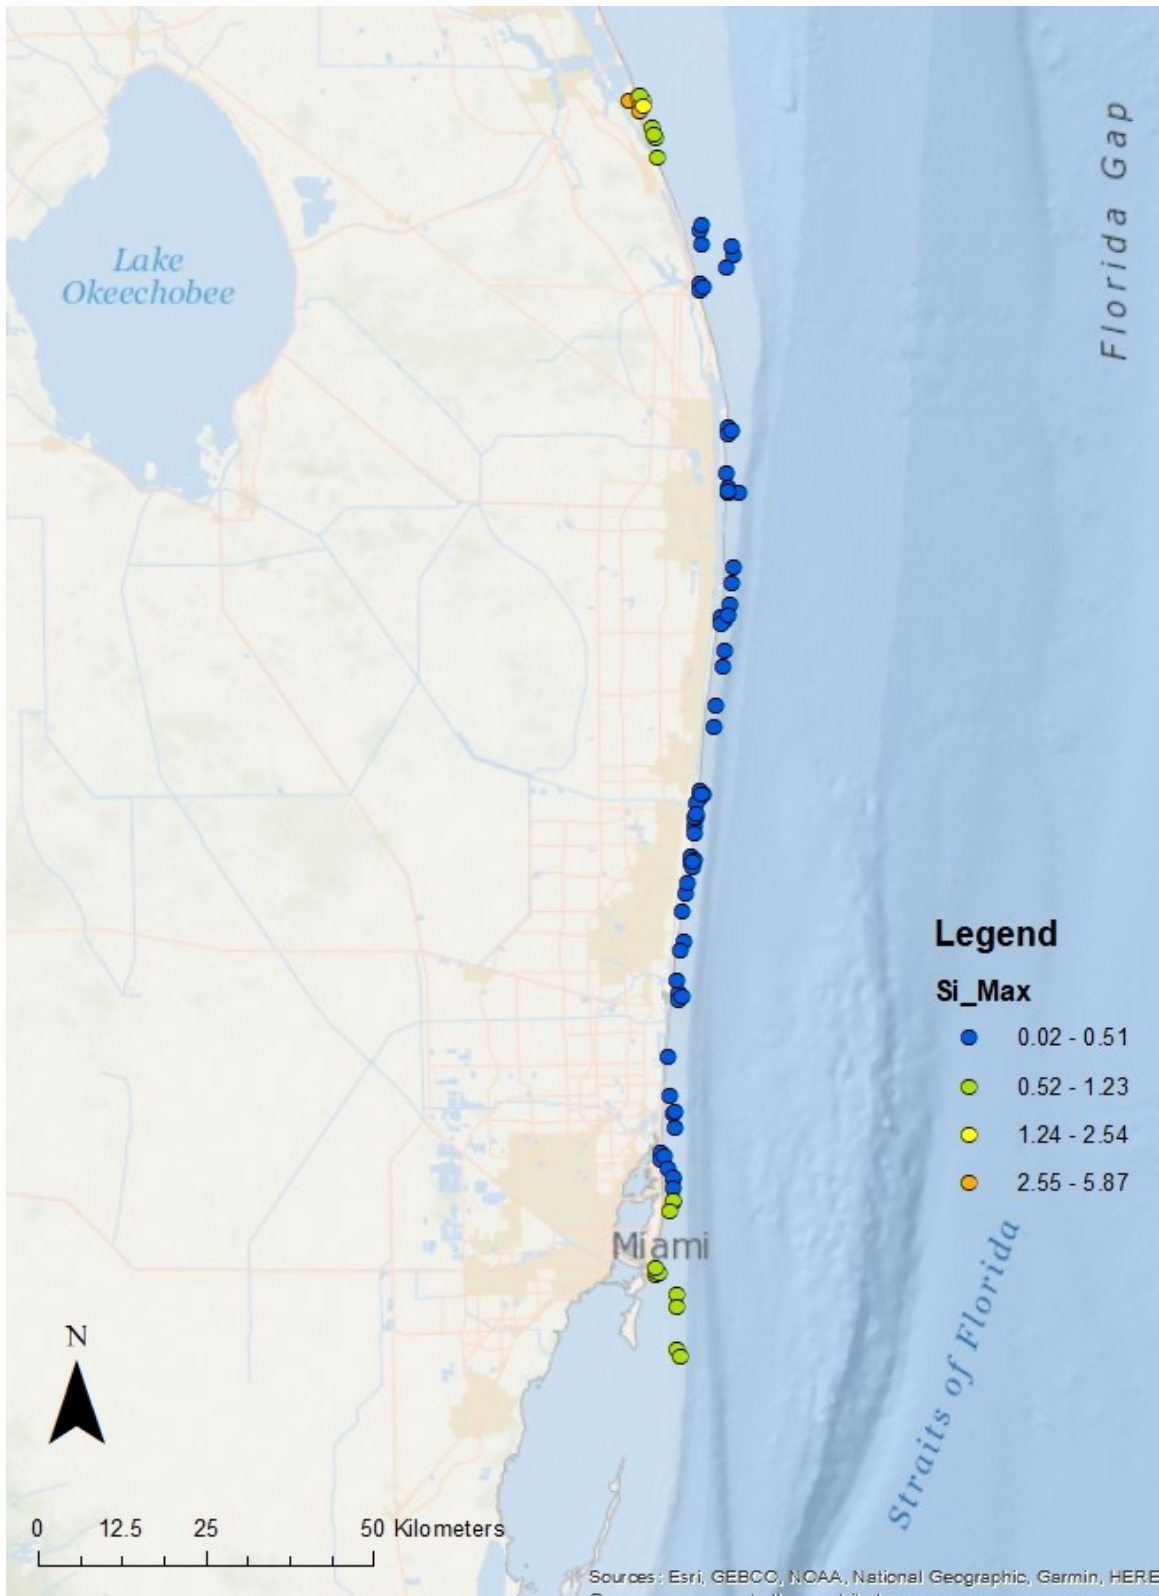 Florida Gap
Lake
Okeechobee
Legend
Si_Max
0.02 - 0.51
0.52 - 1.23
1.24 - 2.54
2.55 - 5.87
Miami
Straits of Florida
N
0 12.5 25 50 Kilometers
Sources: Esri, GEBCO, NOAA, National Geographic, Garmin, HERE